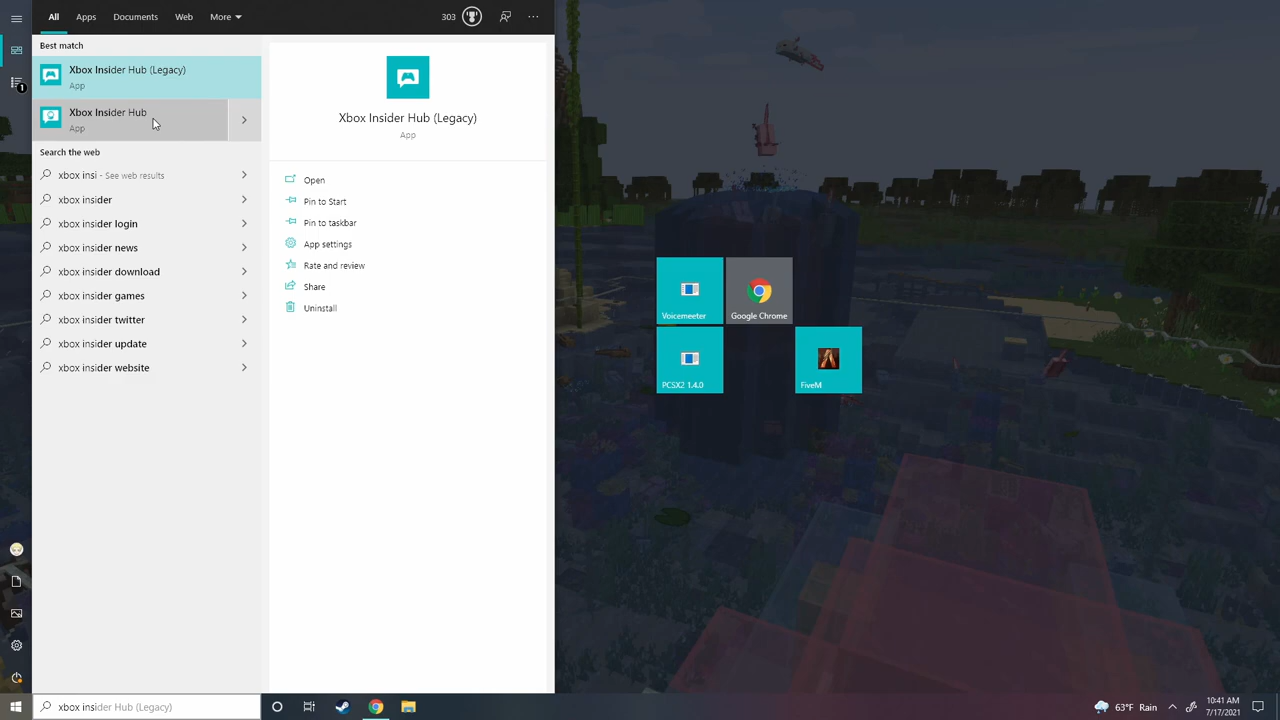 All Apps Documents Web More 303 ...
Best match
Xbox Insider Hub (Legacy)
App
Xbox Insider Hub
App
Search the web
xbox insi - See web results
xbox insider
xbox insider login
xbox insider news
xbox insider download
xbox insider games
xbox insider twitter
xbox insider update
xbox insider website
Xbox Insider Hub (Legacy)
App
Open
Pin to Start
Pin to taskbar
App settings
Rate and review
Share
Uninstall
Voicemeeter
Google Chrome
PCSX2 1.4.0
FiveM
1
xbox insider Hub (Legacy)
63°F Rain
10:41 AM
7/17/2021